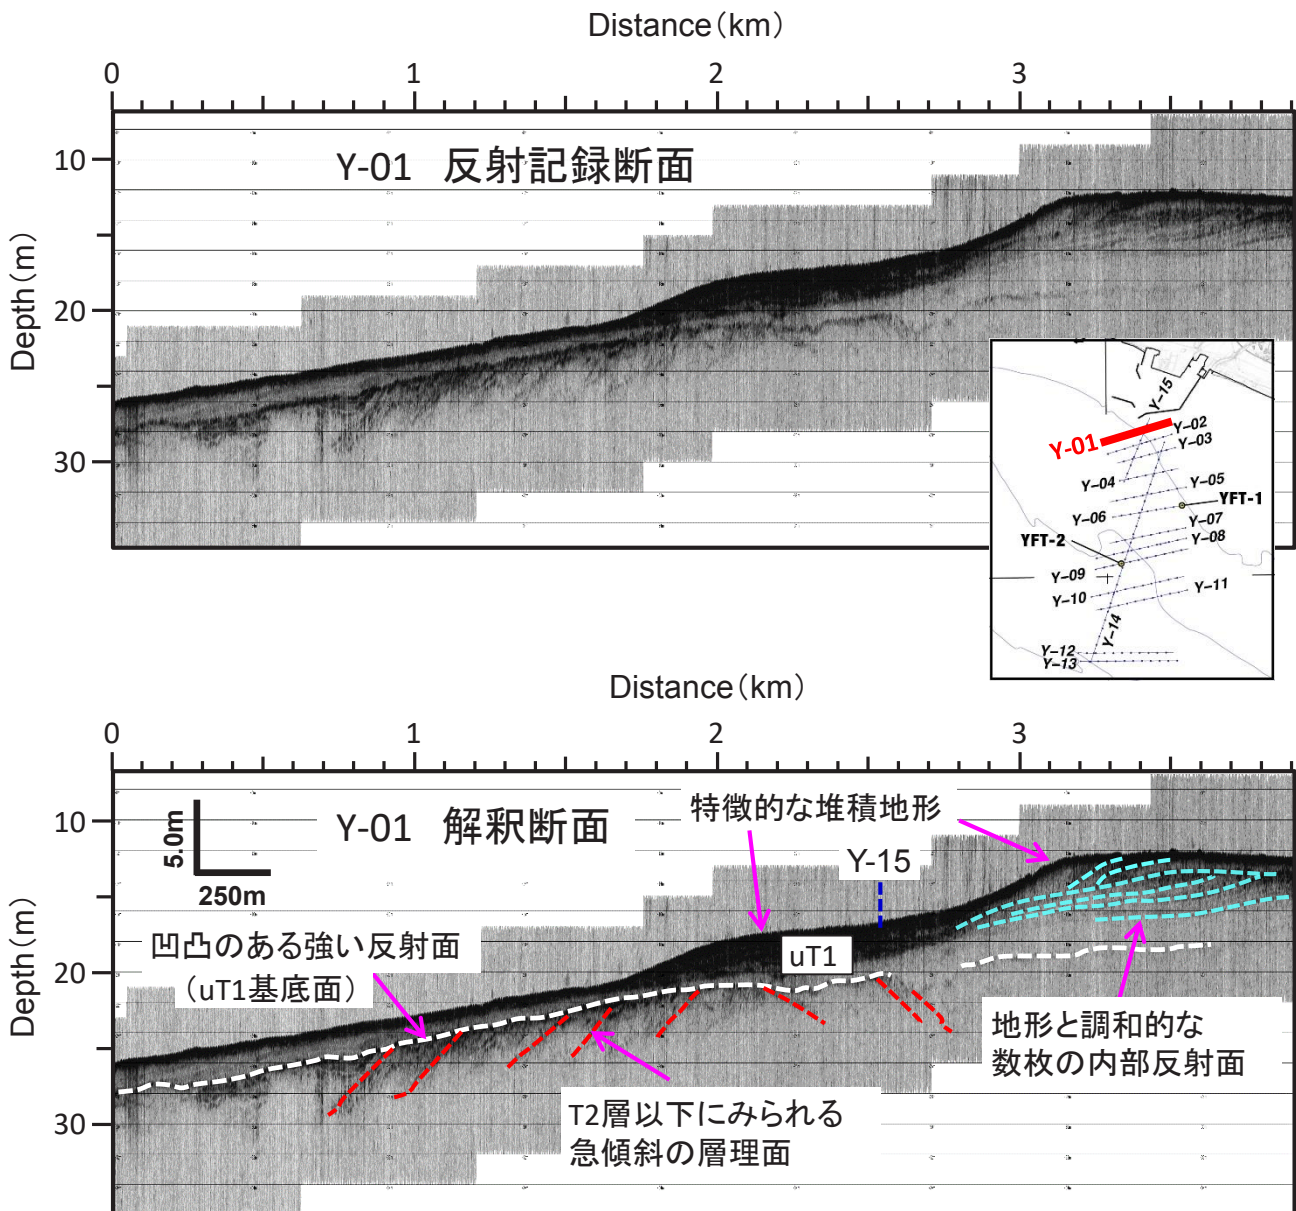 Distance(km)
0 1 2 3
Depth(m)
10
20
30
Y-01 反射記録断面
Y-15
Y-01
Y-02
Y-03
Y-04
Y-05
YFT-1
Y-06
Y-07
Y-08
YFT-2
Y-09
Y-10
Y-11
Y-14
Y-12
Y-13
Distance(km)
0 1 2 3
Depth(m)
10
20
30
5.0m
250m
Y-01 解釈断面
特徴的な堆積地形
Y-15
凹凸のある強い反射面
(uT1基底面)
uT1
地形と調和的な
数枚の内部反射面
T2層以下にみられる
急傾斜の層理面